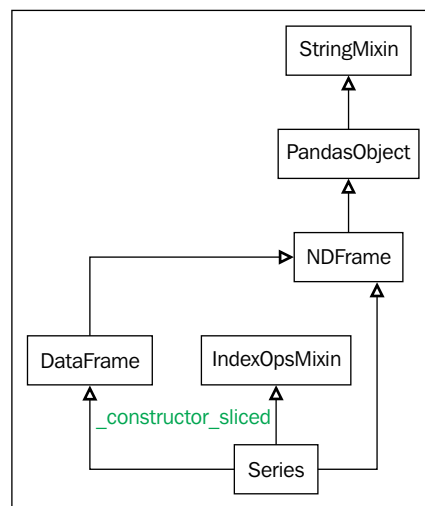 StringMixin
PandasObject
NDFrame
DataFrame
IndexOpsMixin
_constructor_sliced
Series